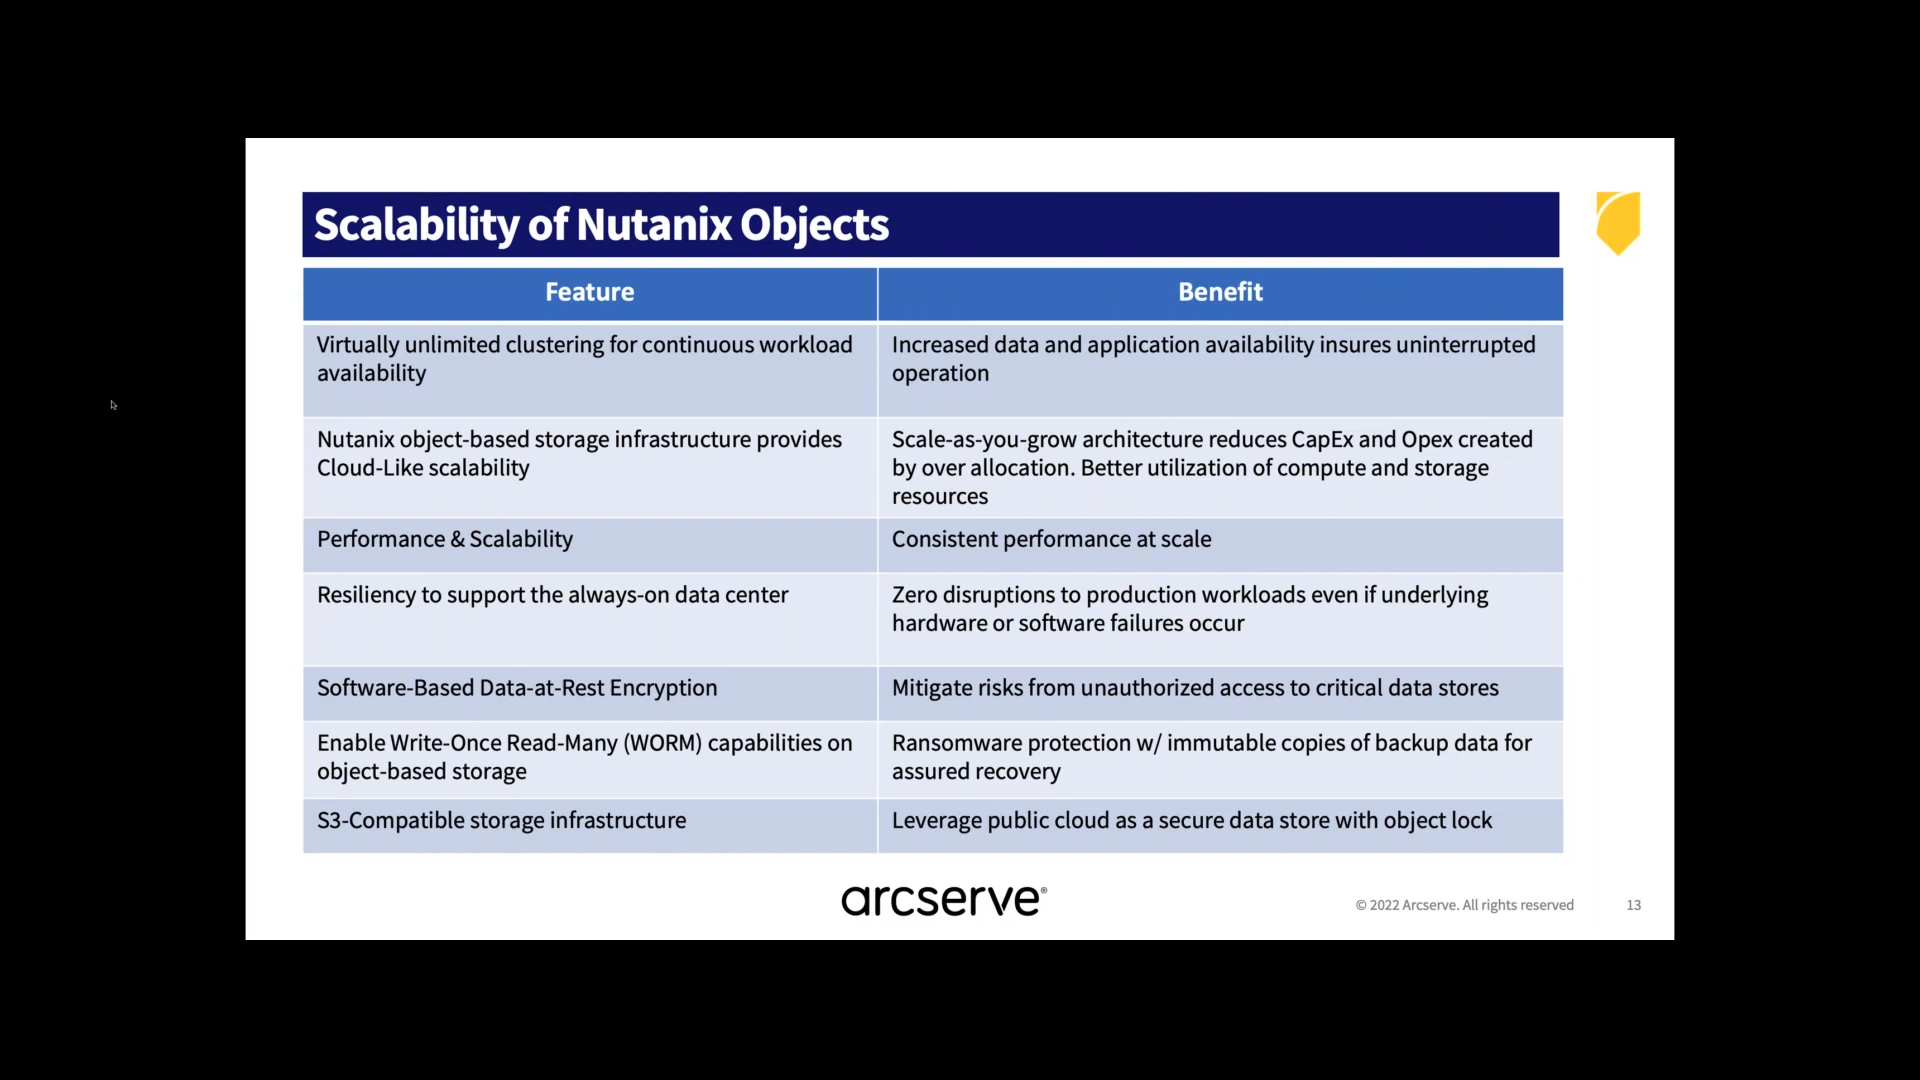 Scalability of Nutanix Objects
Feature
Benefit
Virtually unlimited clustering for continuous workload
availability
Increased data and application availability insures uninterrupted
operation
Nutanix object-based storage infrastructure provides
Cloud-Like scalability
Scale-as-you-grow architecture reduces CapEx and Opex created
by over allocation. Better utilization of compute and storage
resources
Performance & Scalability
Consistent performance at scale
Resiliency to support the always-on data center
Zero disruptions to production workloads even if underlying
hardware or software failures occur
Software-Based Data-at-Rest Encryption
Mitigate risks from unauthorized access to critical data stores
Enable Write-Once Read-Many (WORM) capabilities on
object-based storage
Ransomware protection w/ immutable copies of backup data for
assured recovery
S3-Compatible storage infrastructure
Leverage public cloud as a secure data store with object lock
arcserve®
© 2022 Arcserve. All rights reserved
13